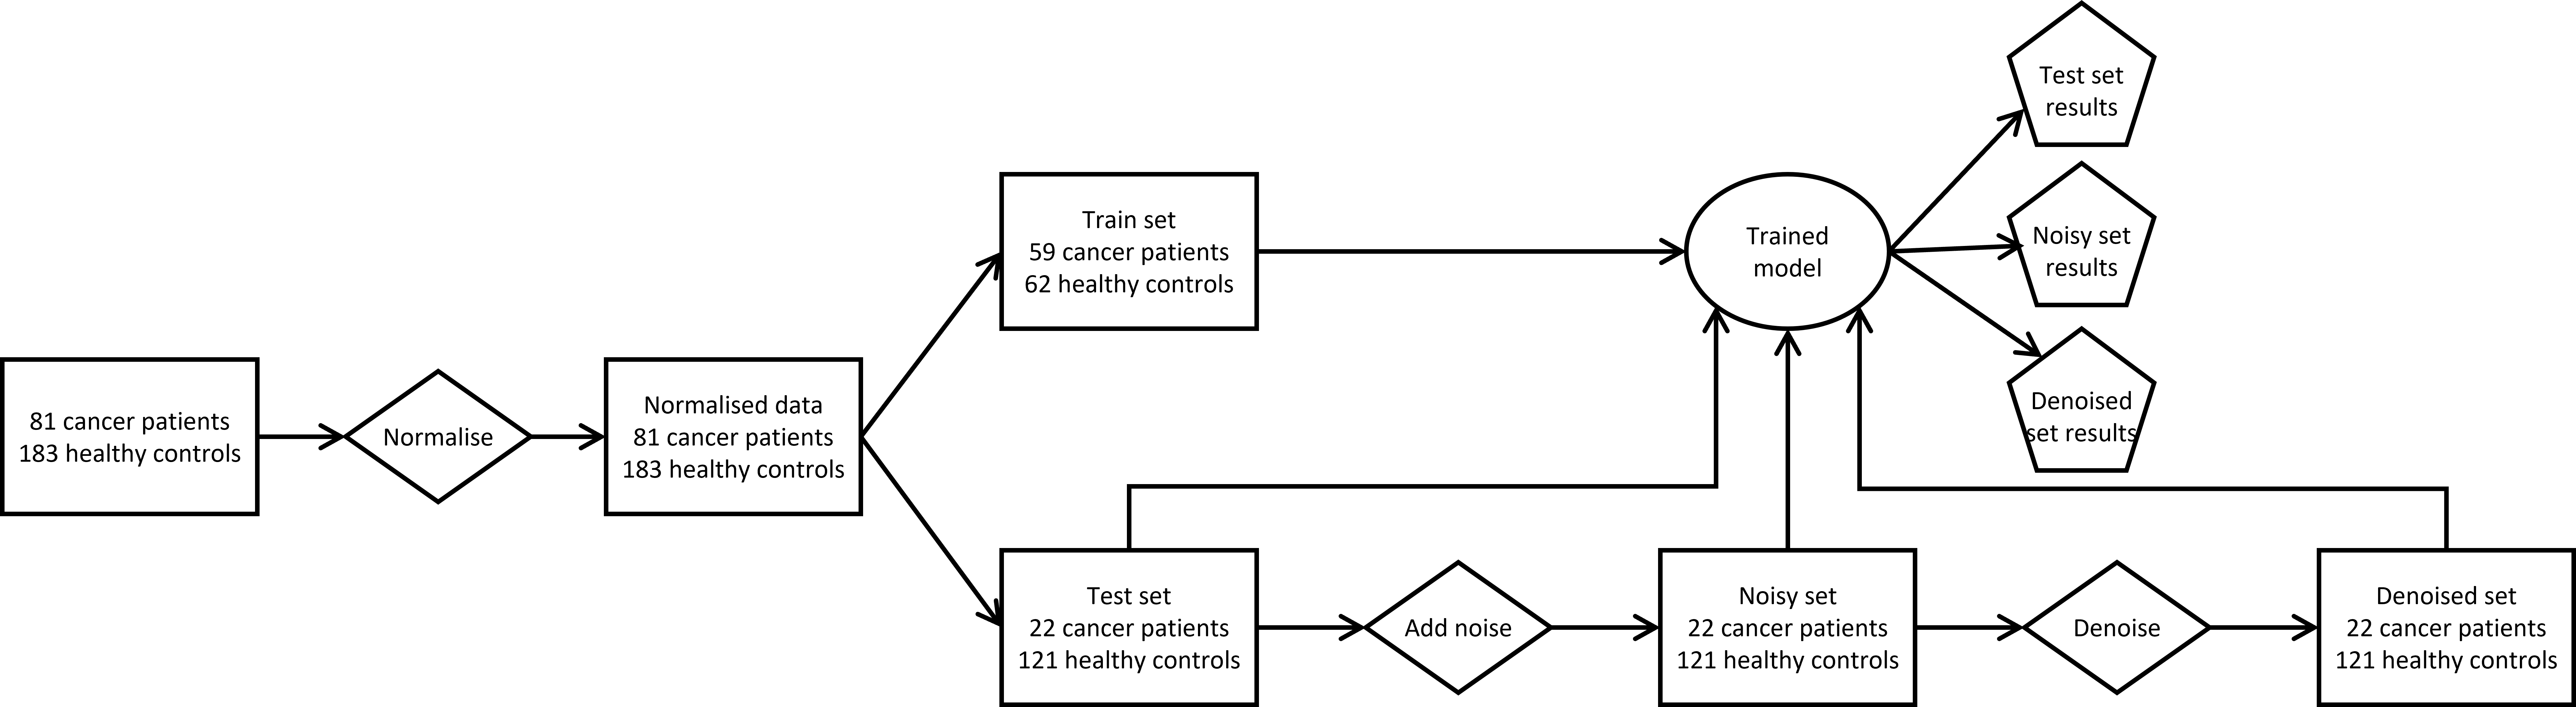 81 cancer patients
183 healthy controls
Normalise
Normalised data
81 cancer patients
183 healthy controls
Train set
59 cancer patients
62 healthy controls
Test set
22 cancer patients
121 healthy controls
Add noise
Noisy set
22 cancer patients
121 healthy controls
Denoise
Denoised set
22 cancer patients
121 healthy controls
Trained
model
Test set
results
Noisy set
results
Denoised
set results